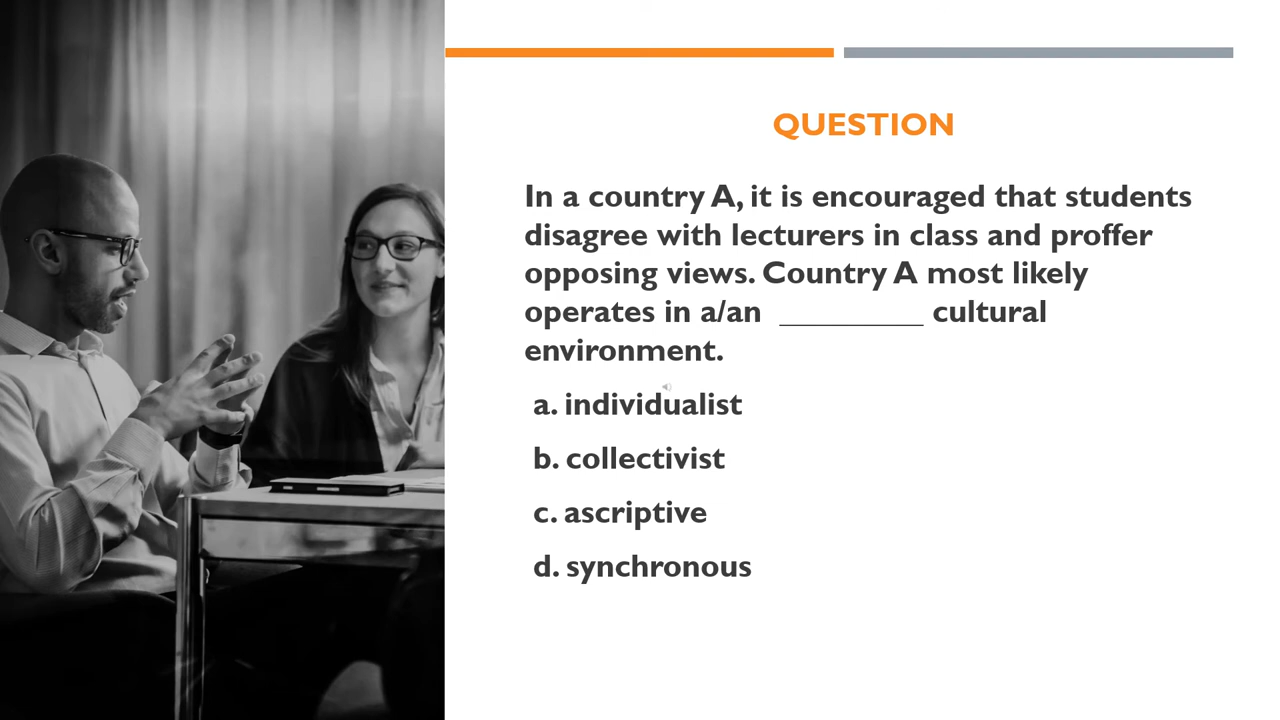 QUESTION
In a country A, it is encouraged that students
disagree with lecturers in class and proffer
opposing views. Country A most likely
operates in a/an _________ cultural
environment.
a. individualist
b. collectivist
c. ascriptive
d. synchronous